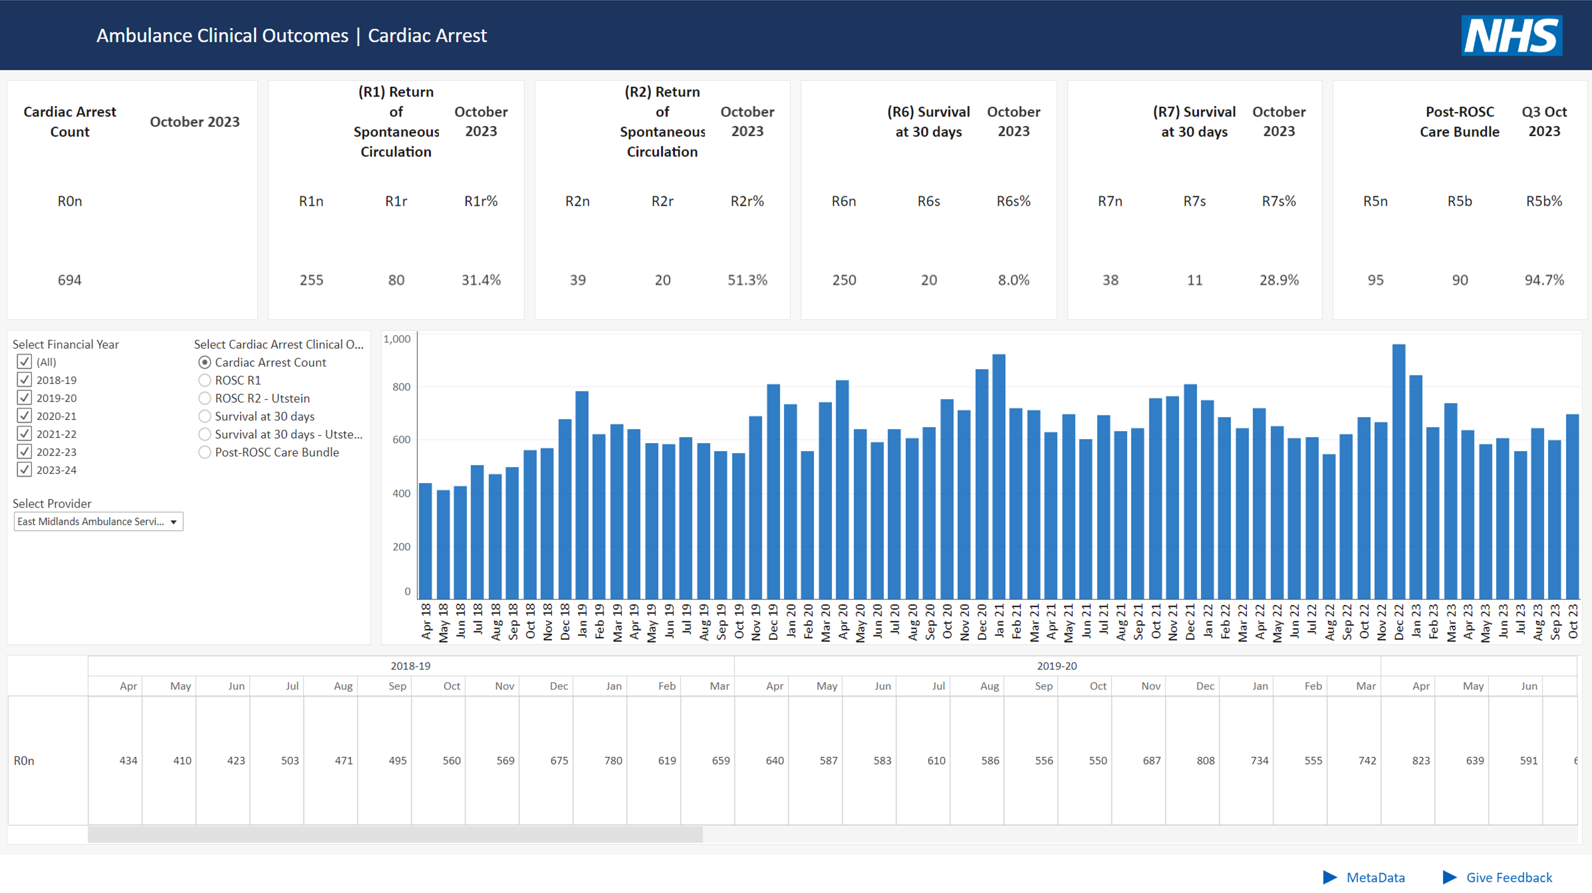 Ambulance Clinical Outcomes | Cardiac Arrest
NHS
Cardiac Arrest
Count
October 2023
R0n
694
(R1) Return
of
Spontaneous
Circulation
October
2023
R1n R1r R1r%
255 80 31.4%
(R2) Return
of
Spontaneous
Circulation
October
2023
R2n R2r R2r%
39 20 51.3%
(R6) Survival
at 30 days
October
2023
R6n R6s R6s%
250 20 8.0%
(R7) Survival
at 30 days
October
2023
R7n R7s R7s%
38 11 28.9%
Post-ROSC
Care Bundle
Q3 Oct
2023
R5n R5b R5b%
95 90 94.7%
Select Financial Year
(All)
2018-19
2019-20
2020-21
2021-22
2022-23
2023-24
Select Provider
East Midlands Ambulance Servi...
Select Cardiac Arrest Clinical O...
Cardiac Arrest Count
ROSC R1
ROSC R2 - Utstein
Survival at 30 days
Survival at 30 days - Utste...
Post-ROSC Care Bundle
1,000
800
600
400
200
0
Apr 18
May 18
Jun 18
Jul 18
Aug 18
Sep 18
Oct 18
Nov 18
Dec 18
Jan 19
Feb 19
Mar 19
Apr 19
May 19
Jun 19
Jul 19
Aug 19
Sep 19
Oct 19
Nov 19
Dec 19
Jan 20
Feb 20
Mar 20
Apr 20
May 20
Jun 20
Jul 20
Aug 20
Sep 20
Oct 20
Nov 20
Dec 20
Jan 21
Feb 21
Mar 21
Apr 21
May 21
Jun 21
Jul 21
Aug 21
Sep 21
Oct 21
Nov 21
Dec 21
Jan 22
Feb 22
Mar 22
Apr 22
May 22
Jun 22
Jul 22
Aug 22
Sep 22
Oct 22
Nov 22
Dec 22
Jan 23
Feb 23
Mar 23
Apr 23
May 23
Jun 23
Jul 23
Aug 23
Sep 23
Oct 23
2018-19 2019-20
Apr May Jun Jul Aug Sep Oct Nov Dec Jan Feb Mar Apr May Jun Jul Aug Sep Oct Nov Dec Jan Feb Mar Apr May Jun
R0n 434 410 423 503 471 495 560 569 675 780 619 659 640 587 583 610 586 556 550 687 808 734 555 742 823 639 591
MetaData
Give Feedback